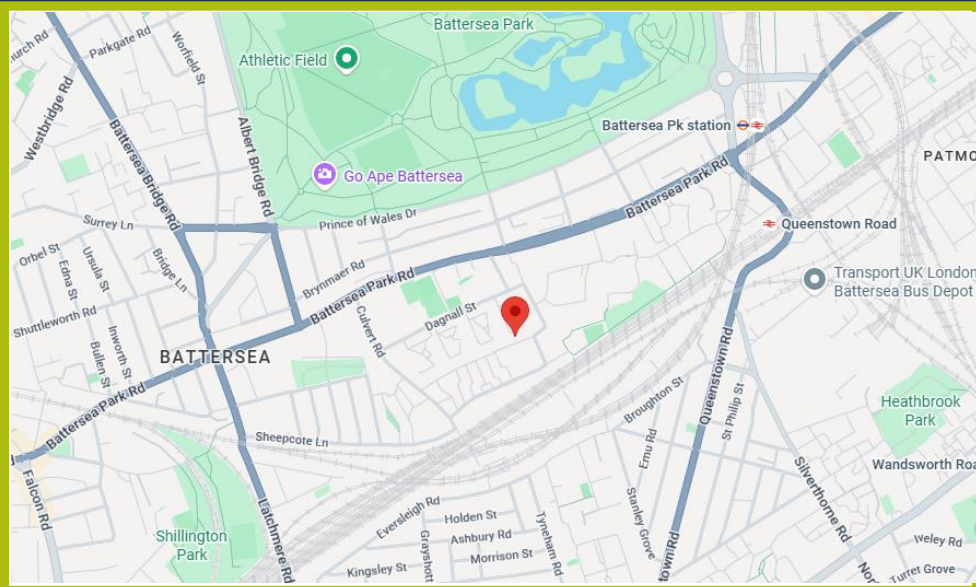 Battersea Park
Athletic Field
Parkgate Rd
Worfield St
Westbridge Rd
Battersea Bridge Rd
Albert Bridge Rd
Battersea Pk station
PATMO
Go Ape Battersea
Battersea Park Rd
Prince of Wales Dr
Surrey Ln
Queenstown Road
Orbel St
Edna St
Ursula St
Bridge Ln
Brynmaer Rd
Battersea Park Rd
Transport UK London
Battersea Bus Depot
Shuttleworth Rd
Bullen St
Inworth St
Culvert Rd
Dagnall St
BATTERSEA
Queenstown Rd
Battersea Park Rd
Broughton St
St Philip St
Heathbrook
Park
Sheepcote Ln
Emu Rd
Silverthorne Rd
Wandsworth Roa
Falcon Rd
Latchmere Rd
Eversleigh Rd
Stanley Grove
Holden St
Tyneham Rd
Shillington
Park
Ashbury Rd
Grayshott
Morrison St
Kingsley St
town Rd
Iveley Rd
Turret Grove